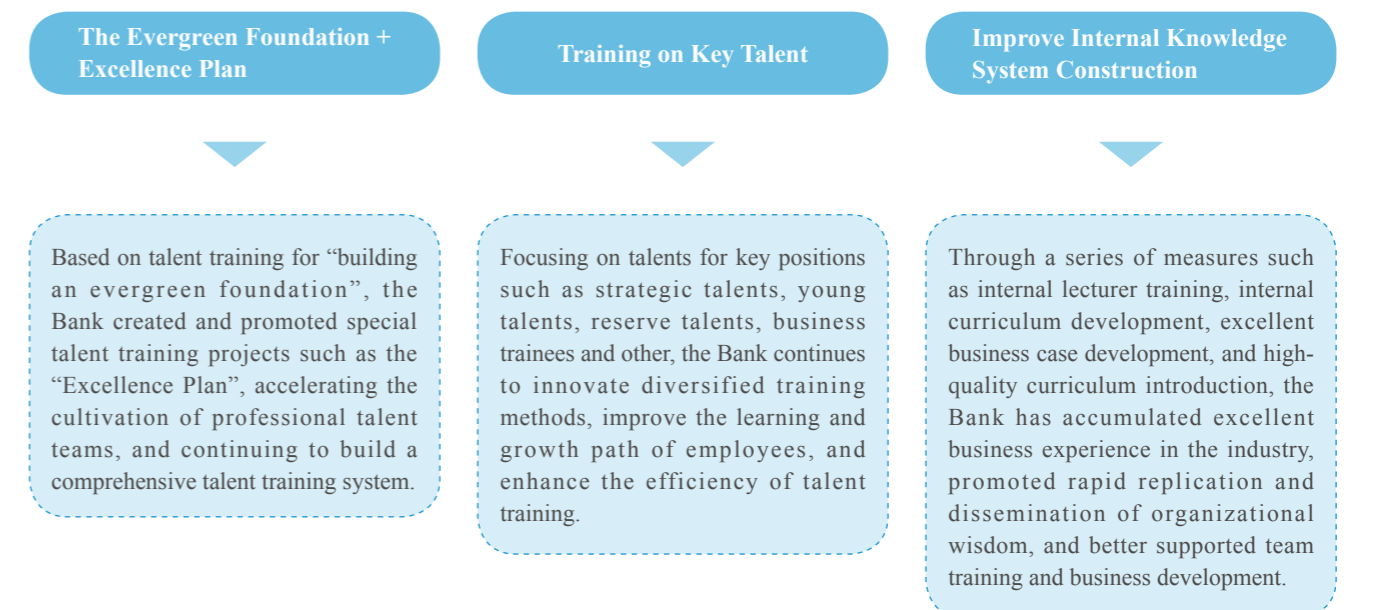 The Evergreen Foundation +
Excellence Plan
Based on talent training for “building
an evergreen foundation”, the
Bank created and promoted special
talent training projects such as the
“Excellence Plan”, accelerating the
cultivation of professional talent
teams, and continuing to build a
comprehensive talent training system.
Training on Key Talent
Focusing on talents for key positions
such as strategic talents, young
talents, reserve talents, business
trainees and other, the Bank continues
to innovate diversified training
methods, improve the learning and
growth path of employees, and
enhance the efficiency of talent
training.
Improve Internal Knowledge
System Construction
Through a series of measures such
as internal lecturer training, internal
curriculum development, excellent
business case development, and high-
quality curriculum introduction, the
Bank has accumulated excellent
business experience in the industry,
promoted rapid replication and
dissemination of organizational
wisdom, and better supported team
training and business development.